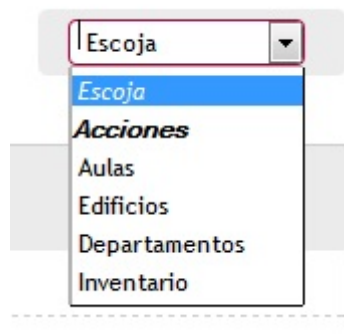 Escoja
Escoja
Acciones
Aulas
Edificios
Departamentos
Inventario